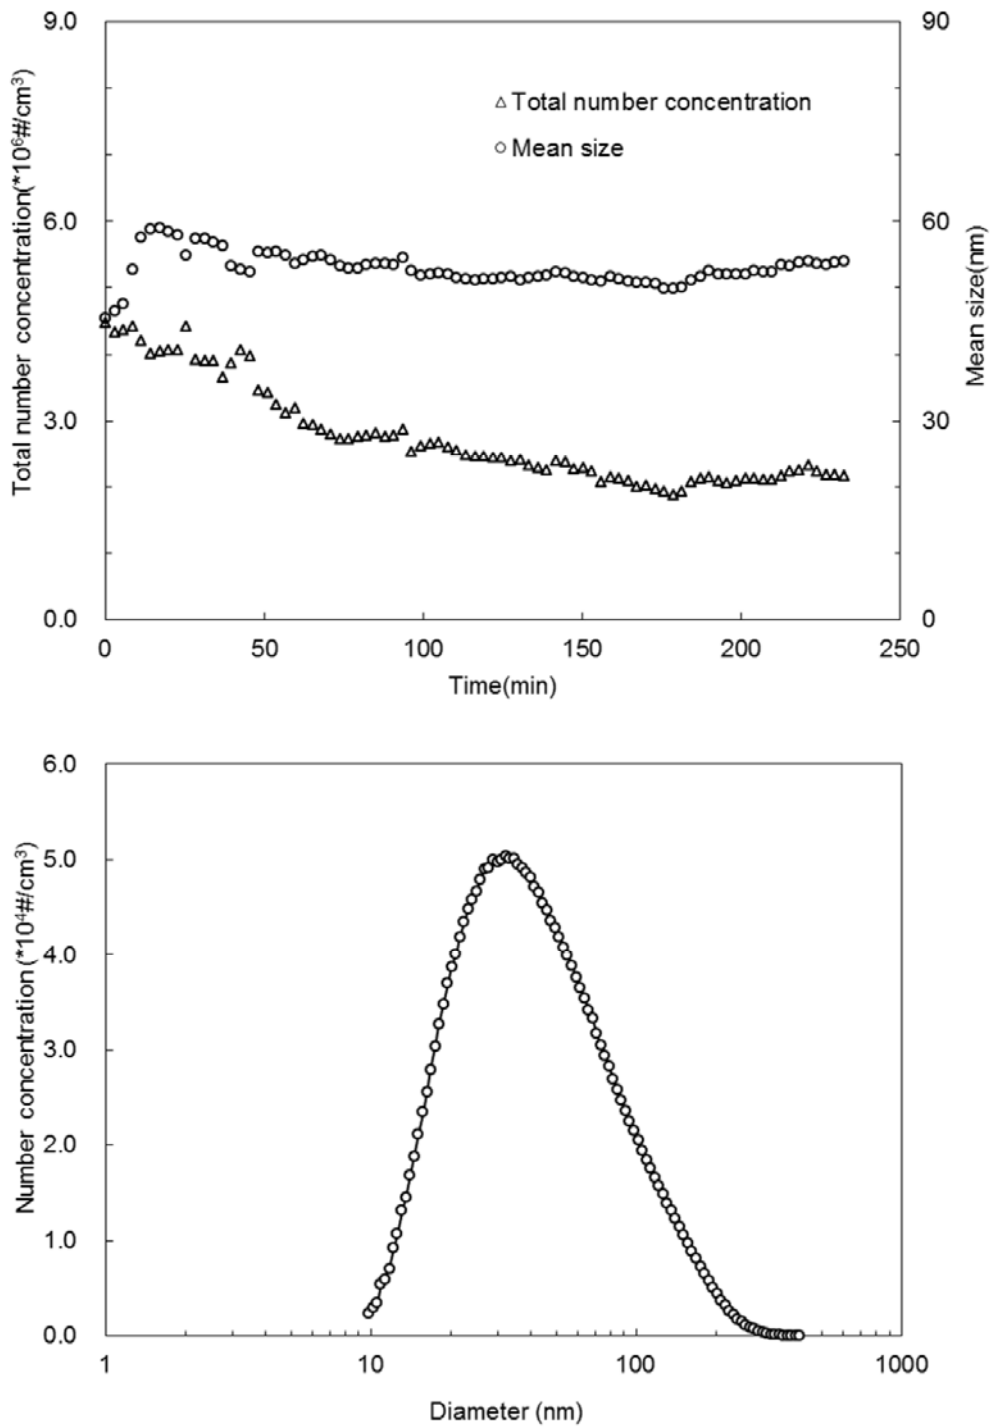 9.0
90
Total number concentration(*10⁶#/cm³)
△ Total number concentration
○ Mean size
6.0
60
Mean size(nm)
3.0
30
0.0
0
0 50 100 150 200 250
Time(min)
6.0
Number concentration (*10⁴#/cm³)
5.0
4.0
3.0
2.0
1.0
0.0
1 10 100 1000
Diameter (nm)